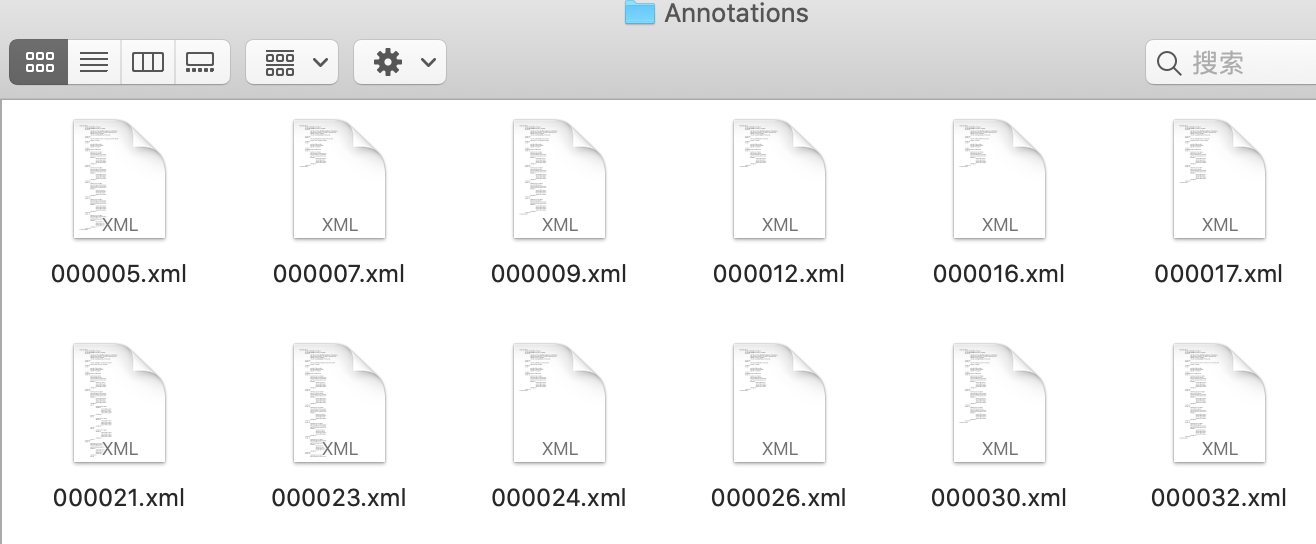 Annotations
搜索
XML XML XML XML XML XML
000005.xml 000007.xml 000009.xml 000012.xml 000016.xml 000017.xml
XML XML XML XML XML XML
000021.xml 000023.xml 000024.xml 000026.xml 000030.xml 000032.xml